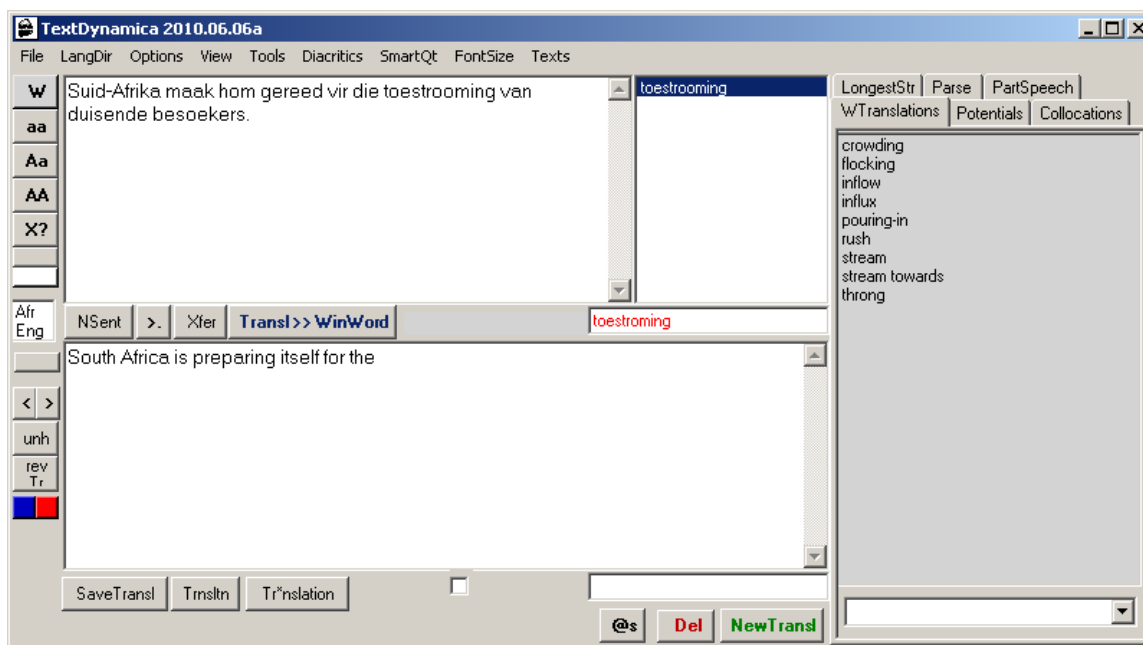 TextDynamica 2010.06.06a
File LangDir Options View Tools Diacritics SmartQt FontSize Texts
W
aa
Aa
AA
X?
Afr
Eng
< >
unh
rev
Tr
Suid-Afrika maak hom gereed vir die toestrooming van
duisende besoekers.
toestrooming
NSent >. Xfer Transl>>WinWord
toestroming
South Africa is preparing itself for the
SaveTransl Trnsltn Tr*nslation
@s Del NewTransl
LongestStr Parse PartSpeech
WTranslations Potentials Collocations
crowding
flocking
inflow
influx
pouring-in
rush
stream
stream towards
throng